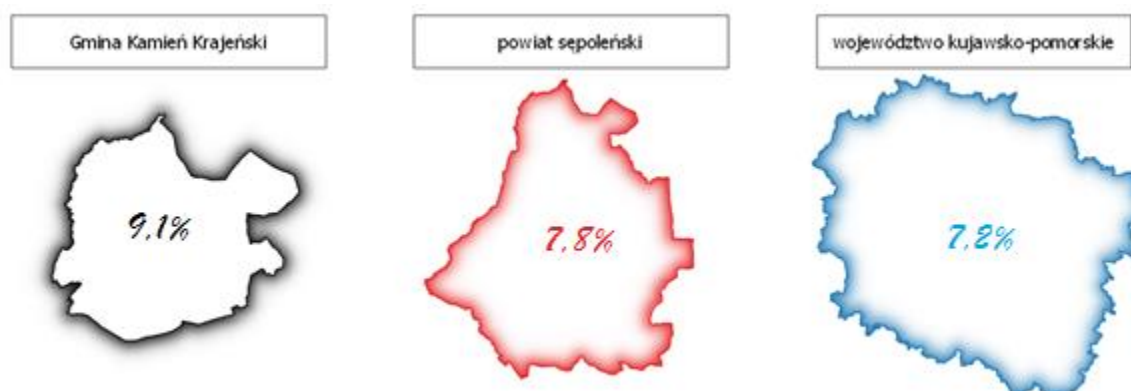 Gmina Kamień Krajeński
powiat sępoleński
województwo kujawsko-pomorskie
9,1%
7,8%
7,2%